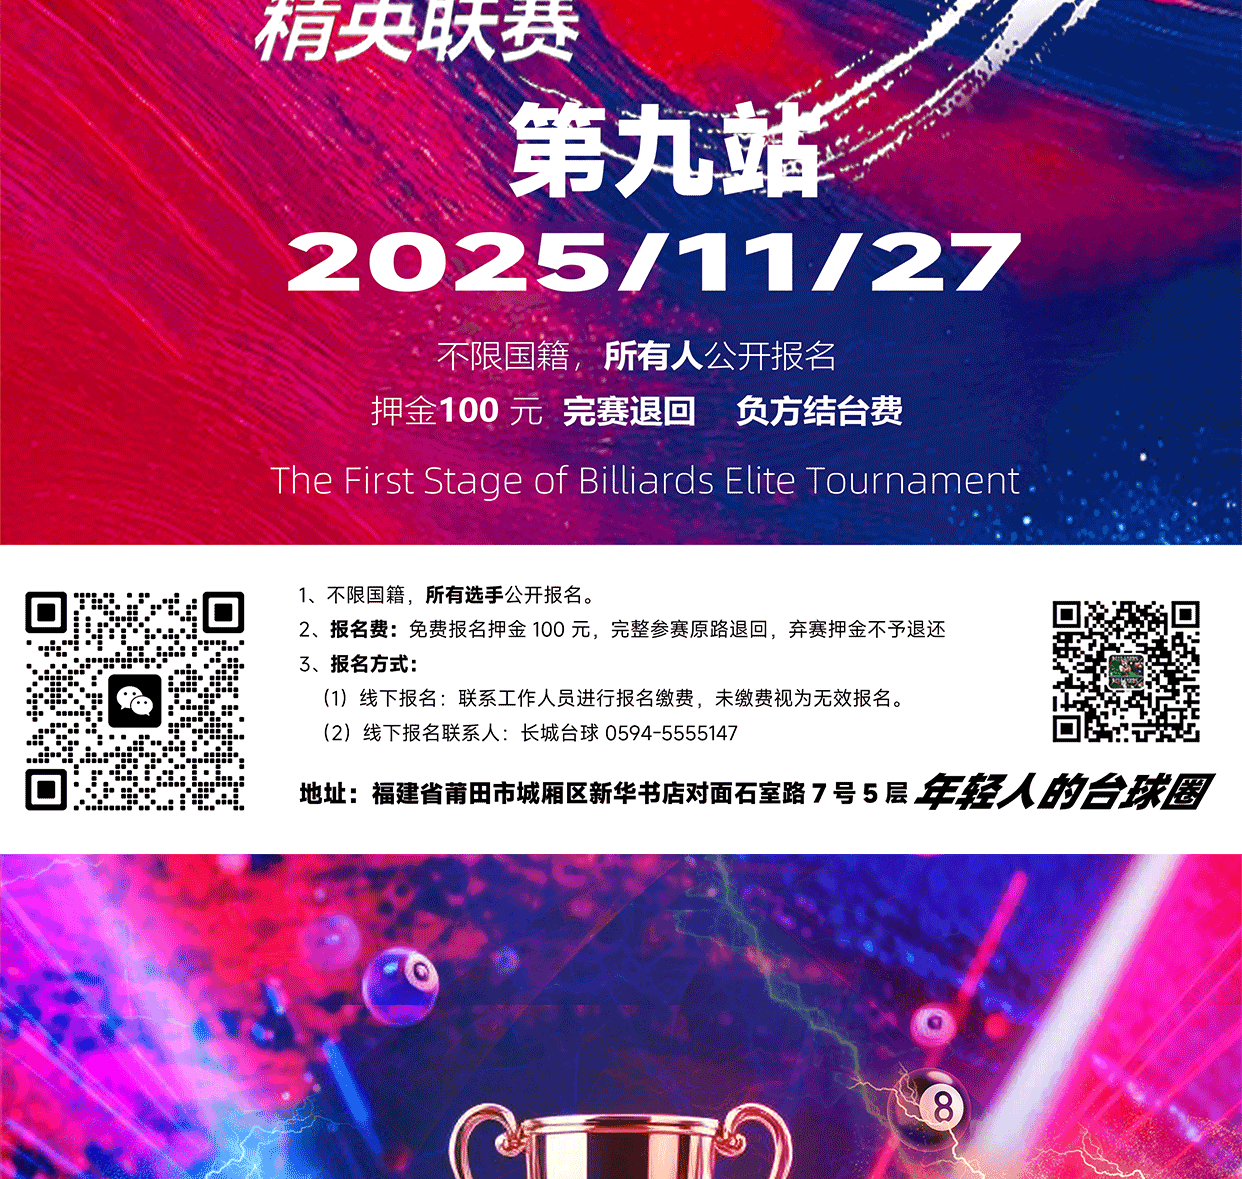 精英联赛
第九站
2025/11/27
不限国籍，所有人公开报名
押金100 元 完赛退回 负方结台费
The First Stage of Billiards Elite Tournament
1、不限国籍，所有选手公开报名。
2、报名费：免费报名押金 100 元，完整参赛原路退回，弃赛押金不予退还
3、报名方式：
（1）线下报名：联系工作人员进行报名缴费，未缴费视为无效报名。
（2）线下报名联系人：长城台球 0594-5555147
地址：福建省莆田市城厢区新华书店对面石室路 7 号 5 层
年轻人的台球圈
8